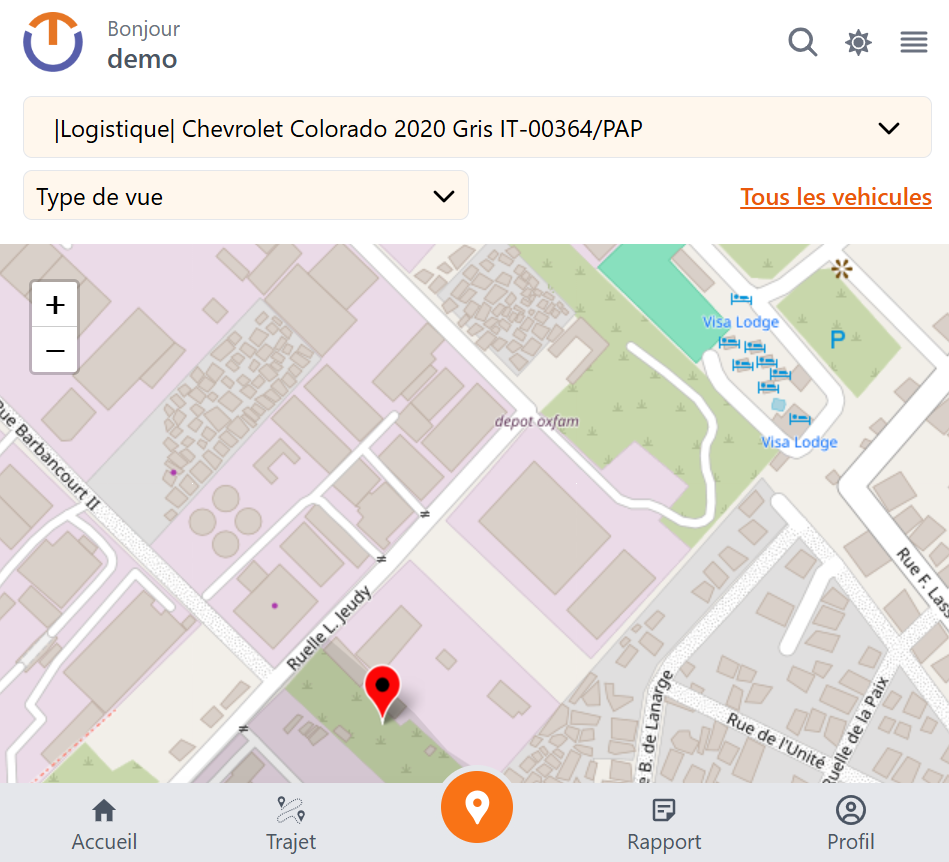 Bonjour
demo
|Logistique| Chevrolet Colorado 2020 Gris IT-00364/PAP
Type de vue
Tous les vehicules
+
−
Visa Lodge
P
depot oxfam
Visa Lodge
Rue Barbancourt II
Ruelle L. Jeudy
Rue F. Lass
e B. de Lanarge
Rue de l'Unité
Ruelle de la Paix
Accueil
Trajet
Rapport
Profil